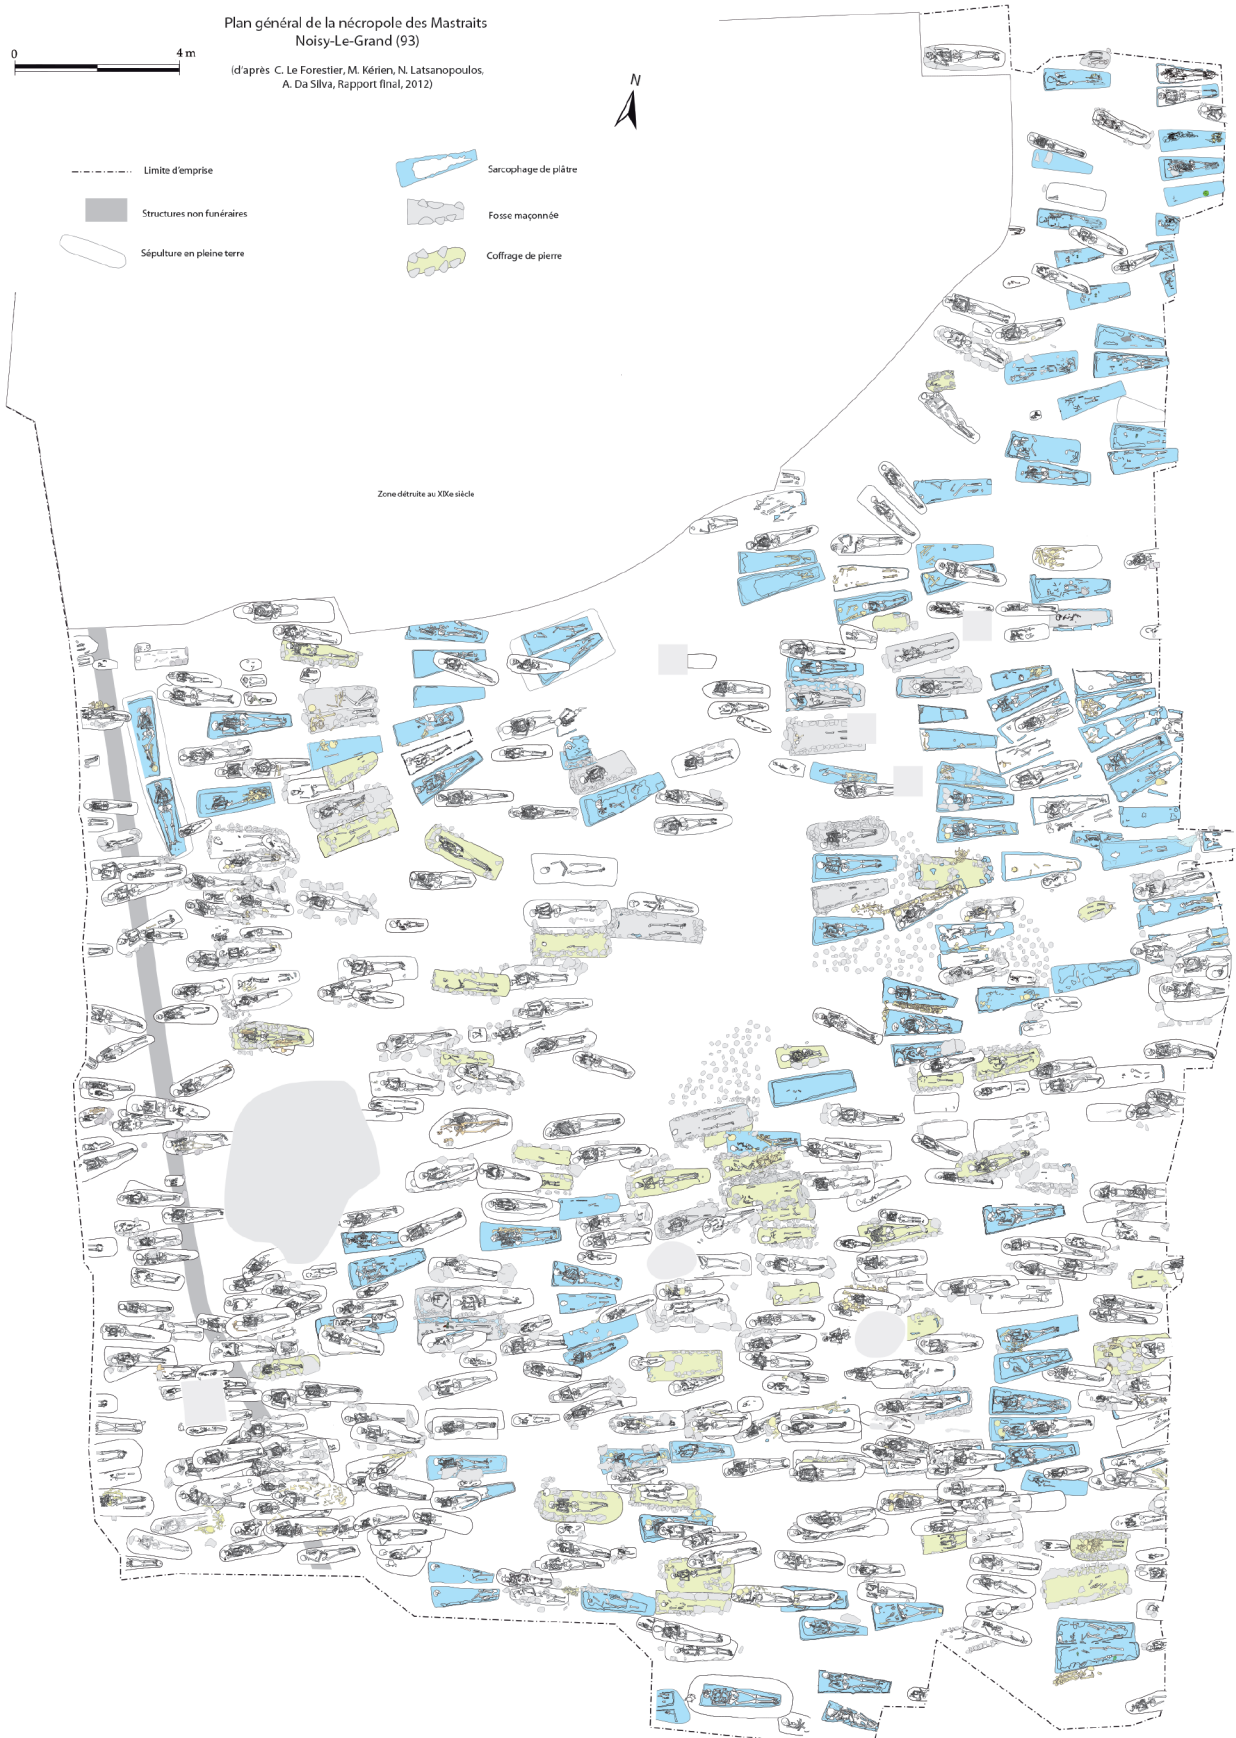 Plan général de la nécropole des Mastraits
Noisy-Le-Grand (93)
(d'après C. Le Forestier, M. Kérien, N. Latsanopoulos,
A. Da Silva, Rapport final, 2012)
0 4 m
N
Limite d'emprise
Structures non funéraires
Sépulture en pleine terre
Sarcophage de plâtre
Fosse maçonnée
Coffrage de pierre
Zone détruite au XIXe siècle